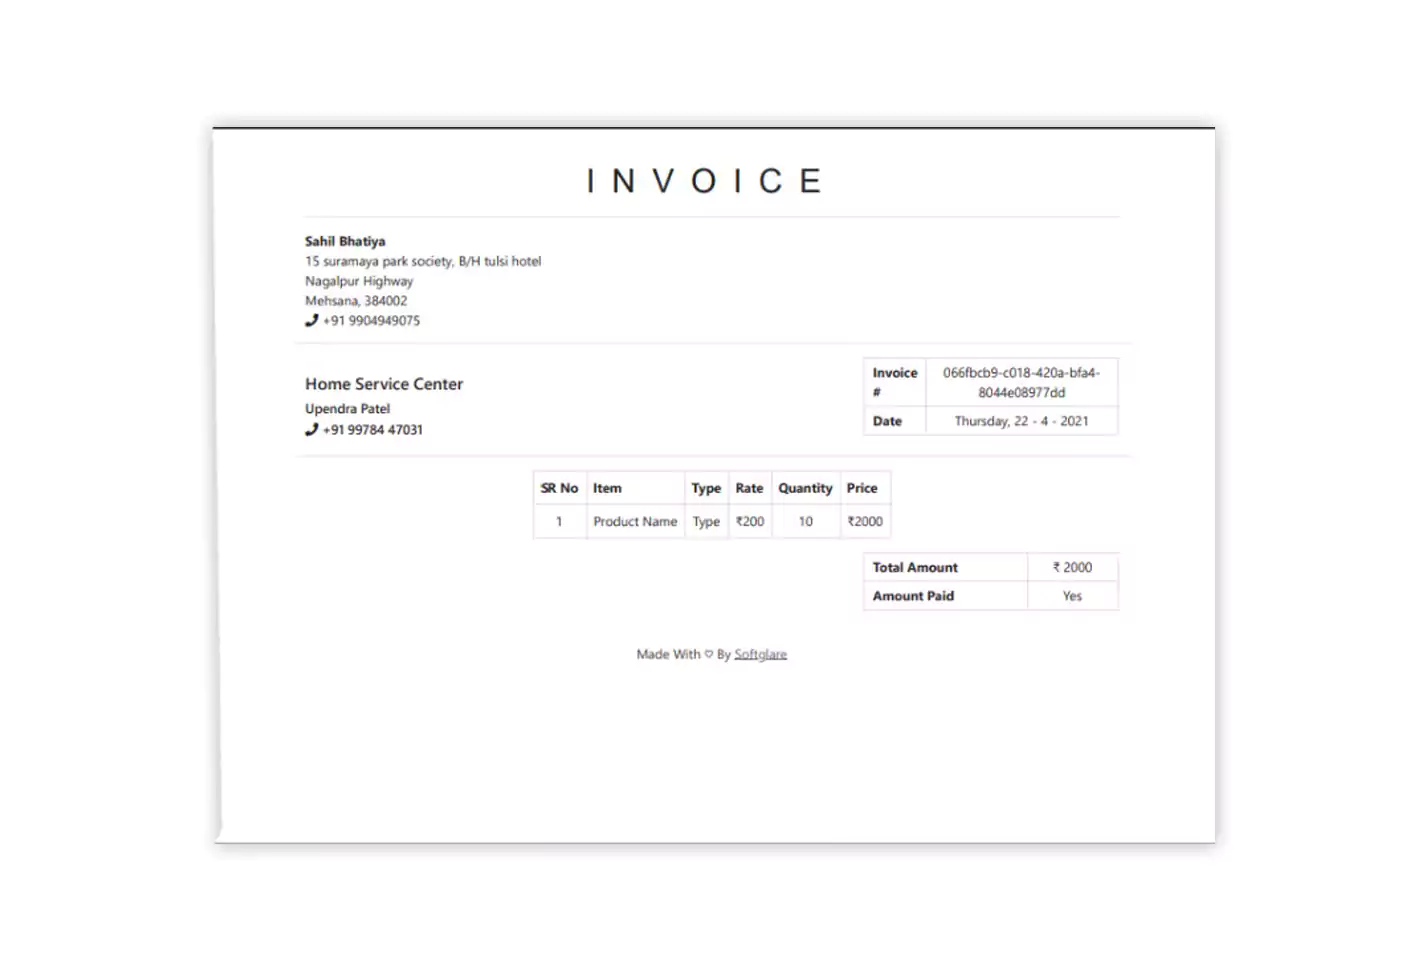 INVOICE
Sahil Bhatiya
15 suramaya park society, B/H tulsi hotel
Nagalpur Highway
Mehsana, 384002
+91 9904949075
Home Service Center
Upendra Patel
+91 99784 47031
Invoice # 066fbcb9-c018-420a-bfa4-
8044e08977dd
Date Thursday, 22 - 4 - 2021
SR No Item Type Rate Quantity Price
1 Product Name Type ₹200 10 ₹2000
Total Amount ₹ 2000
Amount Paid Yes
Made With ♡ By Softglare